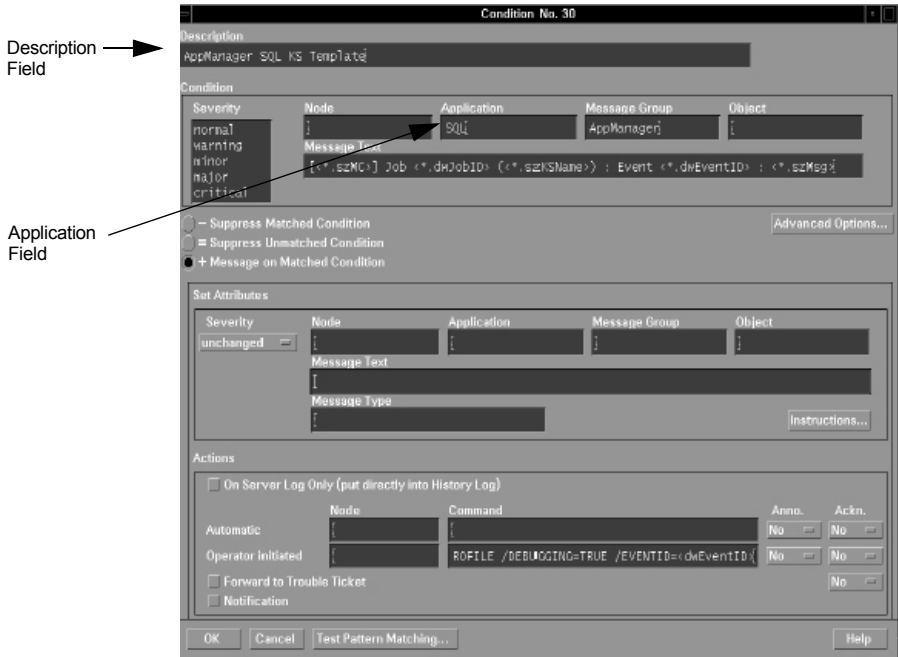 Condition No. 30
Description
Description Field
AppManager SQL KS Template
Condition
Severity Node Application Message Group Object
normal
warning
minor
major
critical
SQL AppManager
Message Text
[<*.szMC>] Job <*.dwJobID> (<*.szKSName>) : Event <*.dwEventID> : <*.szMsg>
Application Field
- Suppress Matched Condition
= Suppress Unmatched Condition
+ Message on Matched Condition
Advanced Options...
Set Attributes
Severity Node Application Message Group Object
unchanged
Message Text
Message Type
Instructions...
Actions
On Server Log Only (put directly into History Log)
Node Command Anno. Ackn.
Automatic No No
Operator initiated ROFILE /DEBUGGING=TRUE /EVENTID=<dwEventID> No No
Forward to Trouble Ticket No
Notification
OK Cancel Test Pattern Matching... Help